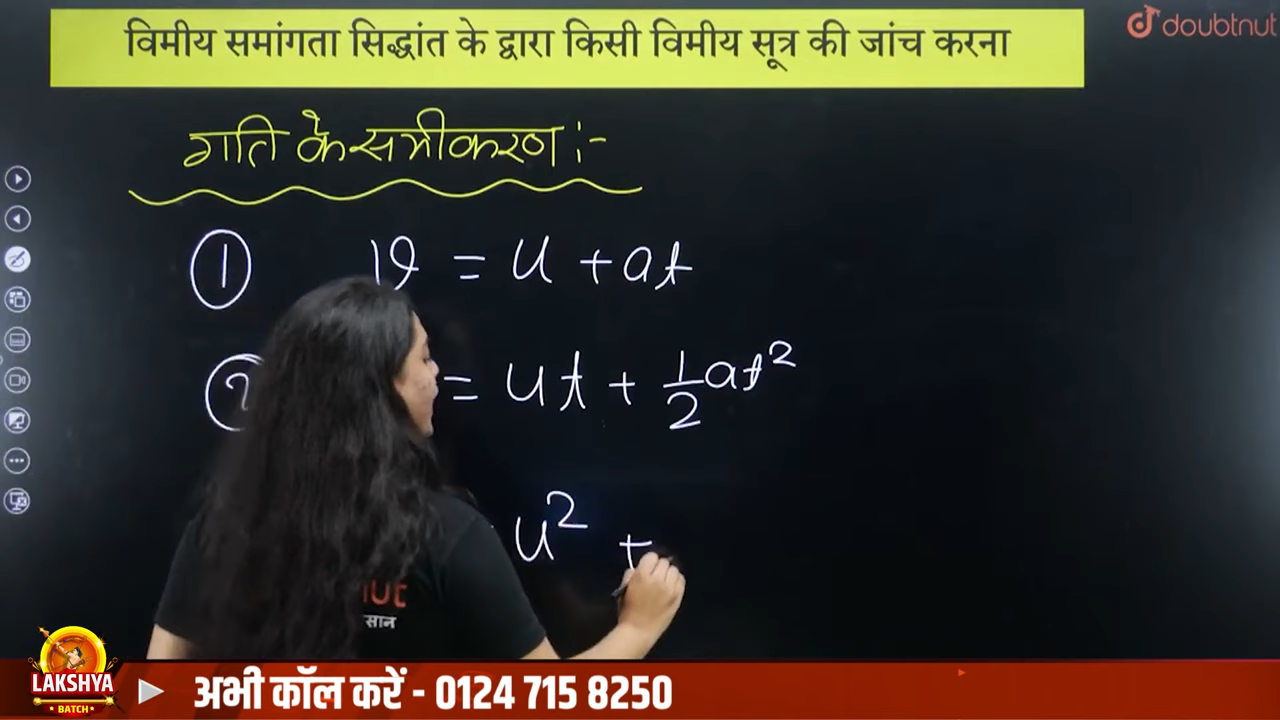 विमीय समांगता सिद्धांत के द्वारा किसी विमीय सूत्र की जांच करना
doubtnut
गति के समीकरण :-
① v = u + at
② = ut + 1/2 at²
u² +
सान
LAKSHYA
BATCH
अभी कॉल करें - 0124 715 8250